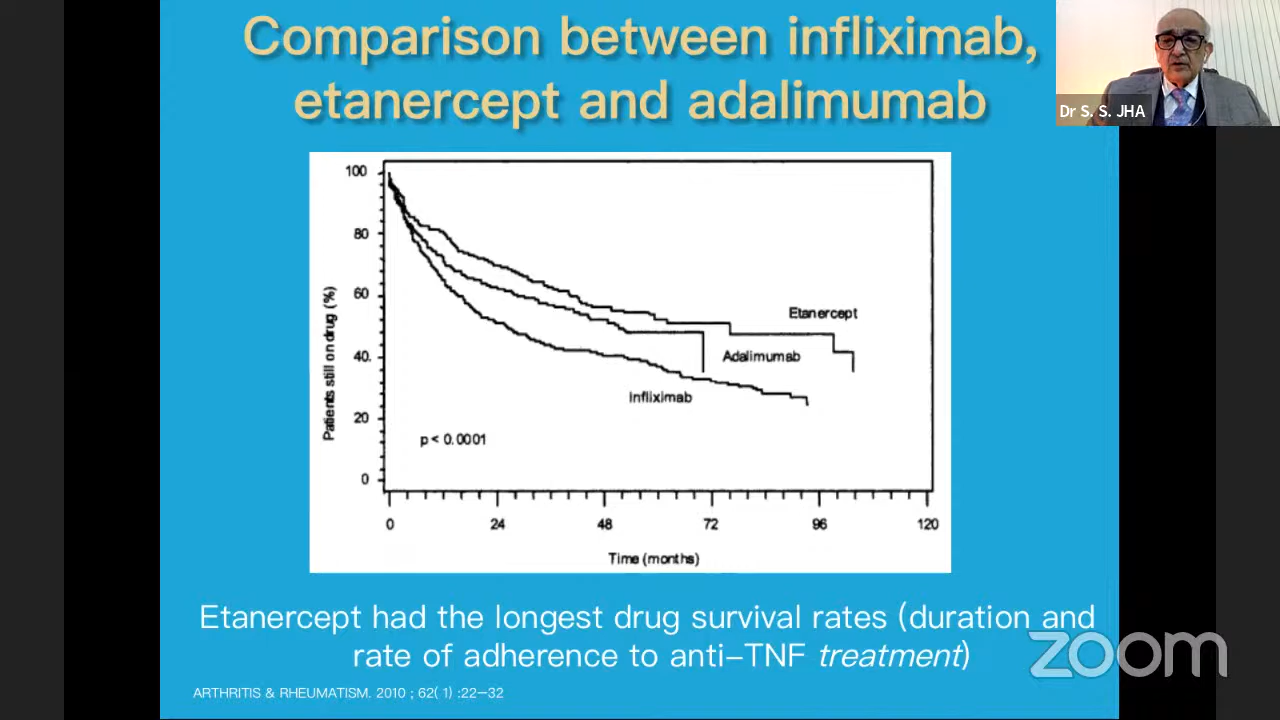 Comparison between infliximab,
etanercept and adalimumab
Dr S. S. JHA
100
80
60
40.
20
0
Patients still on drug (%)
Etanercept
Adalimumab
Infliximab
p < 0.0001
0 24 48 72 96 120
Time (months)
Etanercept had the longest drug survival rates (duration and
rate of adherence to anti–TNF treatment)
zoom
ARTHRITIS & RHEUMATISM. 2010 ; 62( 1) :22–32